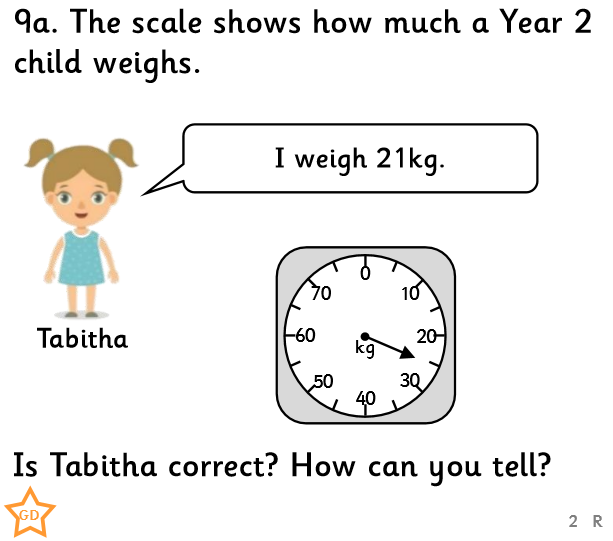 9a. The scale shows how much a Year 2
child weighs.
I weigh 21kg.
Tabitha
0
10
20
30
40
50
60
70
kg
Is Tabitha correct? How can you tell?
GD
2 R